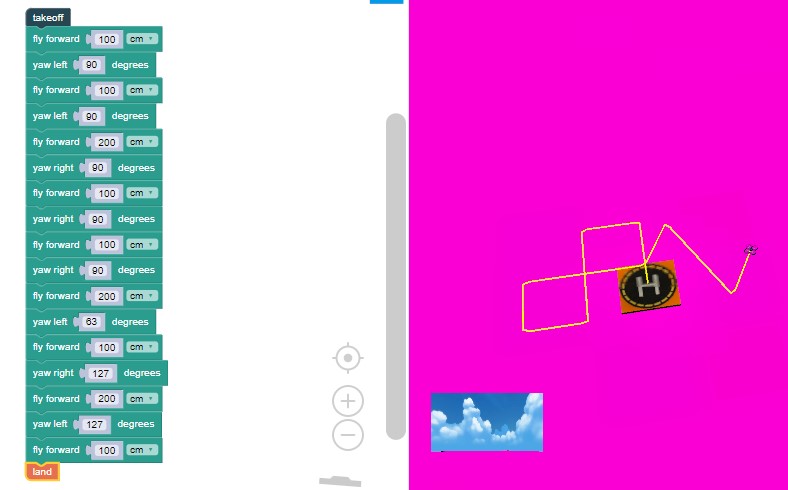 takeoff
fly forward 100 cm
yaw left 90 degrees
fly forward 100 cm
yaw left 90 degrees
fly forward 200 cm
yaw right 90 degrees
fly forward 100 cm
yaw right 90 degrees
fly forward 100 cm
yaw right 90 degrees
fly forward 200 cm
yaw left 63 degrees
fly forward 100 cm
yaw right 127 degrees
fly forward 200 cm
yaw left 127 degrees
fly forward 100 cm
land
H